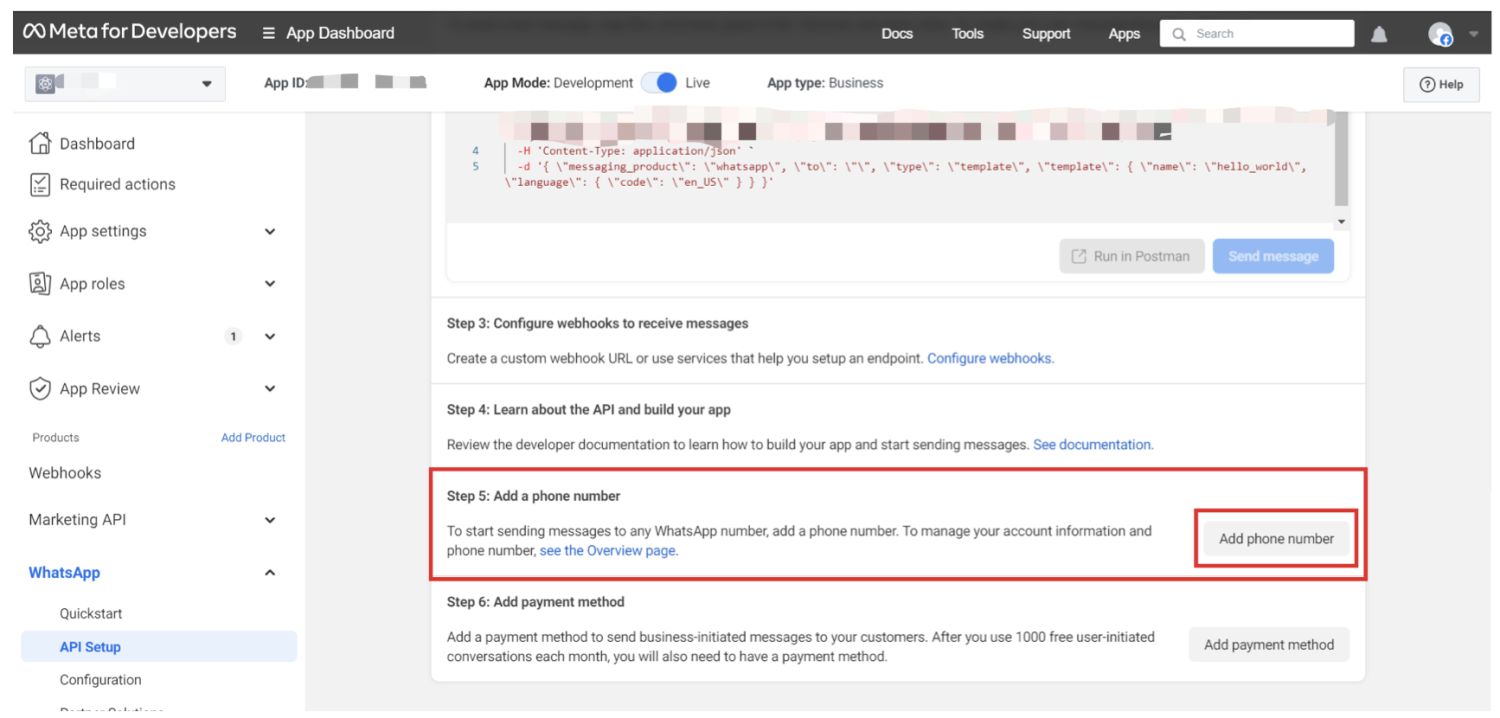 Meta for Developers
App Dashboard
Docs
Tools
Support
Apps
Search
App ID:
App Mode: Development
Live
App type: Business
Help
Dashboard
Required actions
App settings
App roles
Alerts
1
App Review
Products
Add Product
Webhooks
Marketing API
WhatsApp
Quickstart
API Setup
Configuration
4 -H 'Content-Type: application/json' `
5 -d '{ \"messaging_product\": \"whatsapp\", \"to\": \"\", \"type\": \"template\", \"template\": { \"name\": \"hello_world\",
\"language\": { \"code\": \"en_US\" } } }'
Run in Postman
Send message
Step 3: Configure webhooks to receive messages
Create a custom webhook URL or use services that help you setup an endpoint. Configure webhooks.
Step 4: Learn about the API and build your app
Review the developer documentation to learn how to build your app and start sending messages. See documentation.
Step 5: Add a phone number
To start sending messages to any WhatsApp number, add a phone number. To manage your account information and
phone number, see the Overview page.
Add phone number
Step 6: Add payment method
Add a payment method to send business-initiated messages to your customers. After you use 1000 free user-initiated
conversations each month, you will also need to have a payment method.
Add payment method